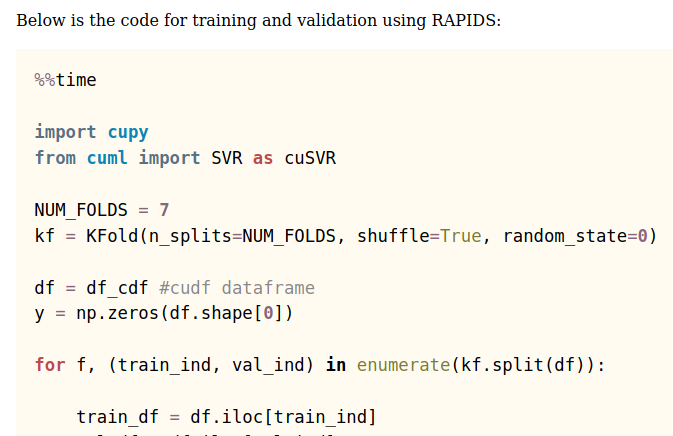 Below is the code for training and validation using RAPIDS:
%%time
import cupy
from cuml import SVR as cuSVR
NUM_FOLDS = 7
kf = KFold(n_splits=NUM_FOLDS, shuffle=True, random_state=0)
df = df_cdf #cudf dataframe
y = np.zeros(df.shape[0])
for f, (train_ind, val_ind) in enumerate(kf.split(df)):
    train_df = df.iloc[train_ind]